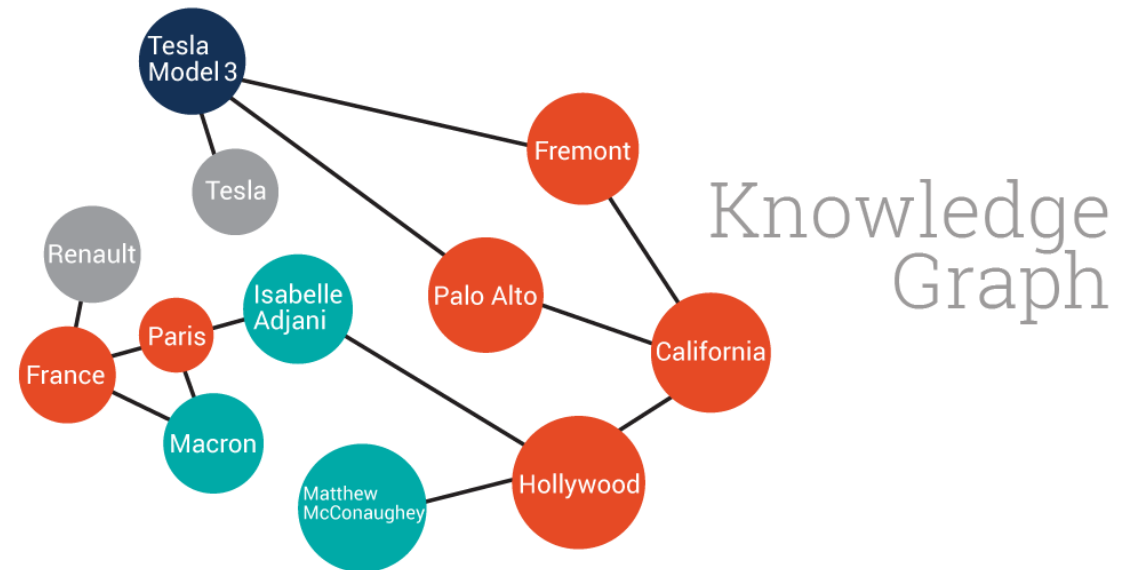 Tesla
Model 3
Fremont
Knowledge
Graph
Tesla
Renault
Isabelle
Adjani
Palo Alto
Paris
California
France
Macron
Hollywood
Matthew
McConaughey